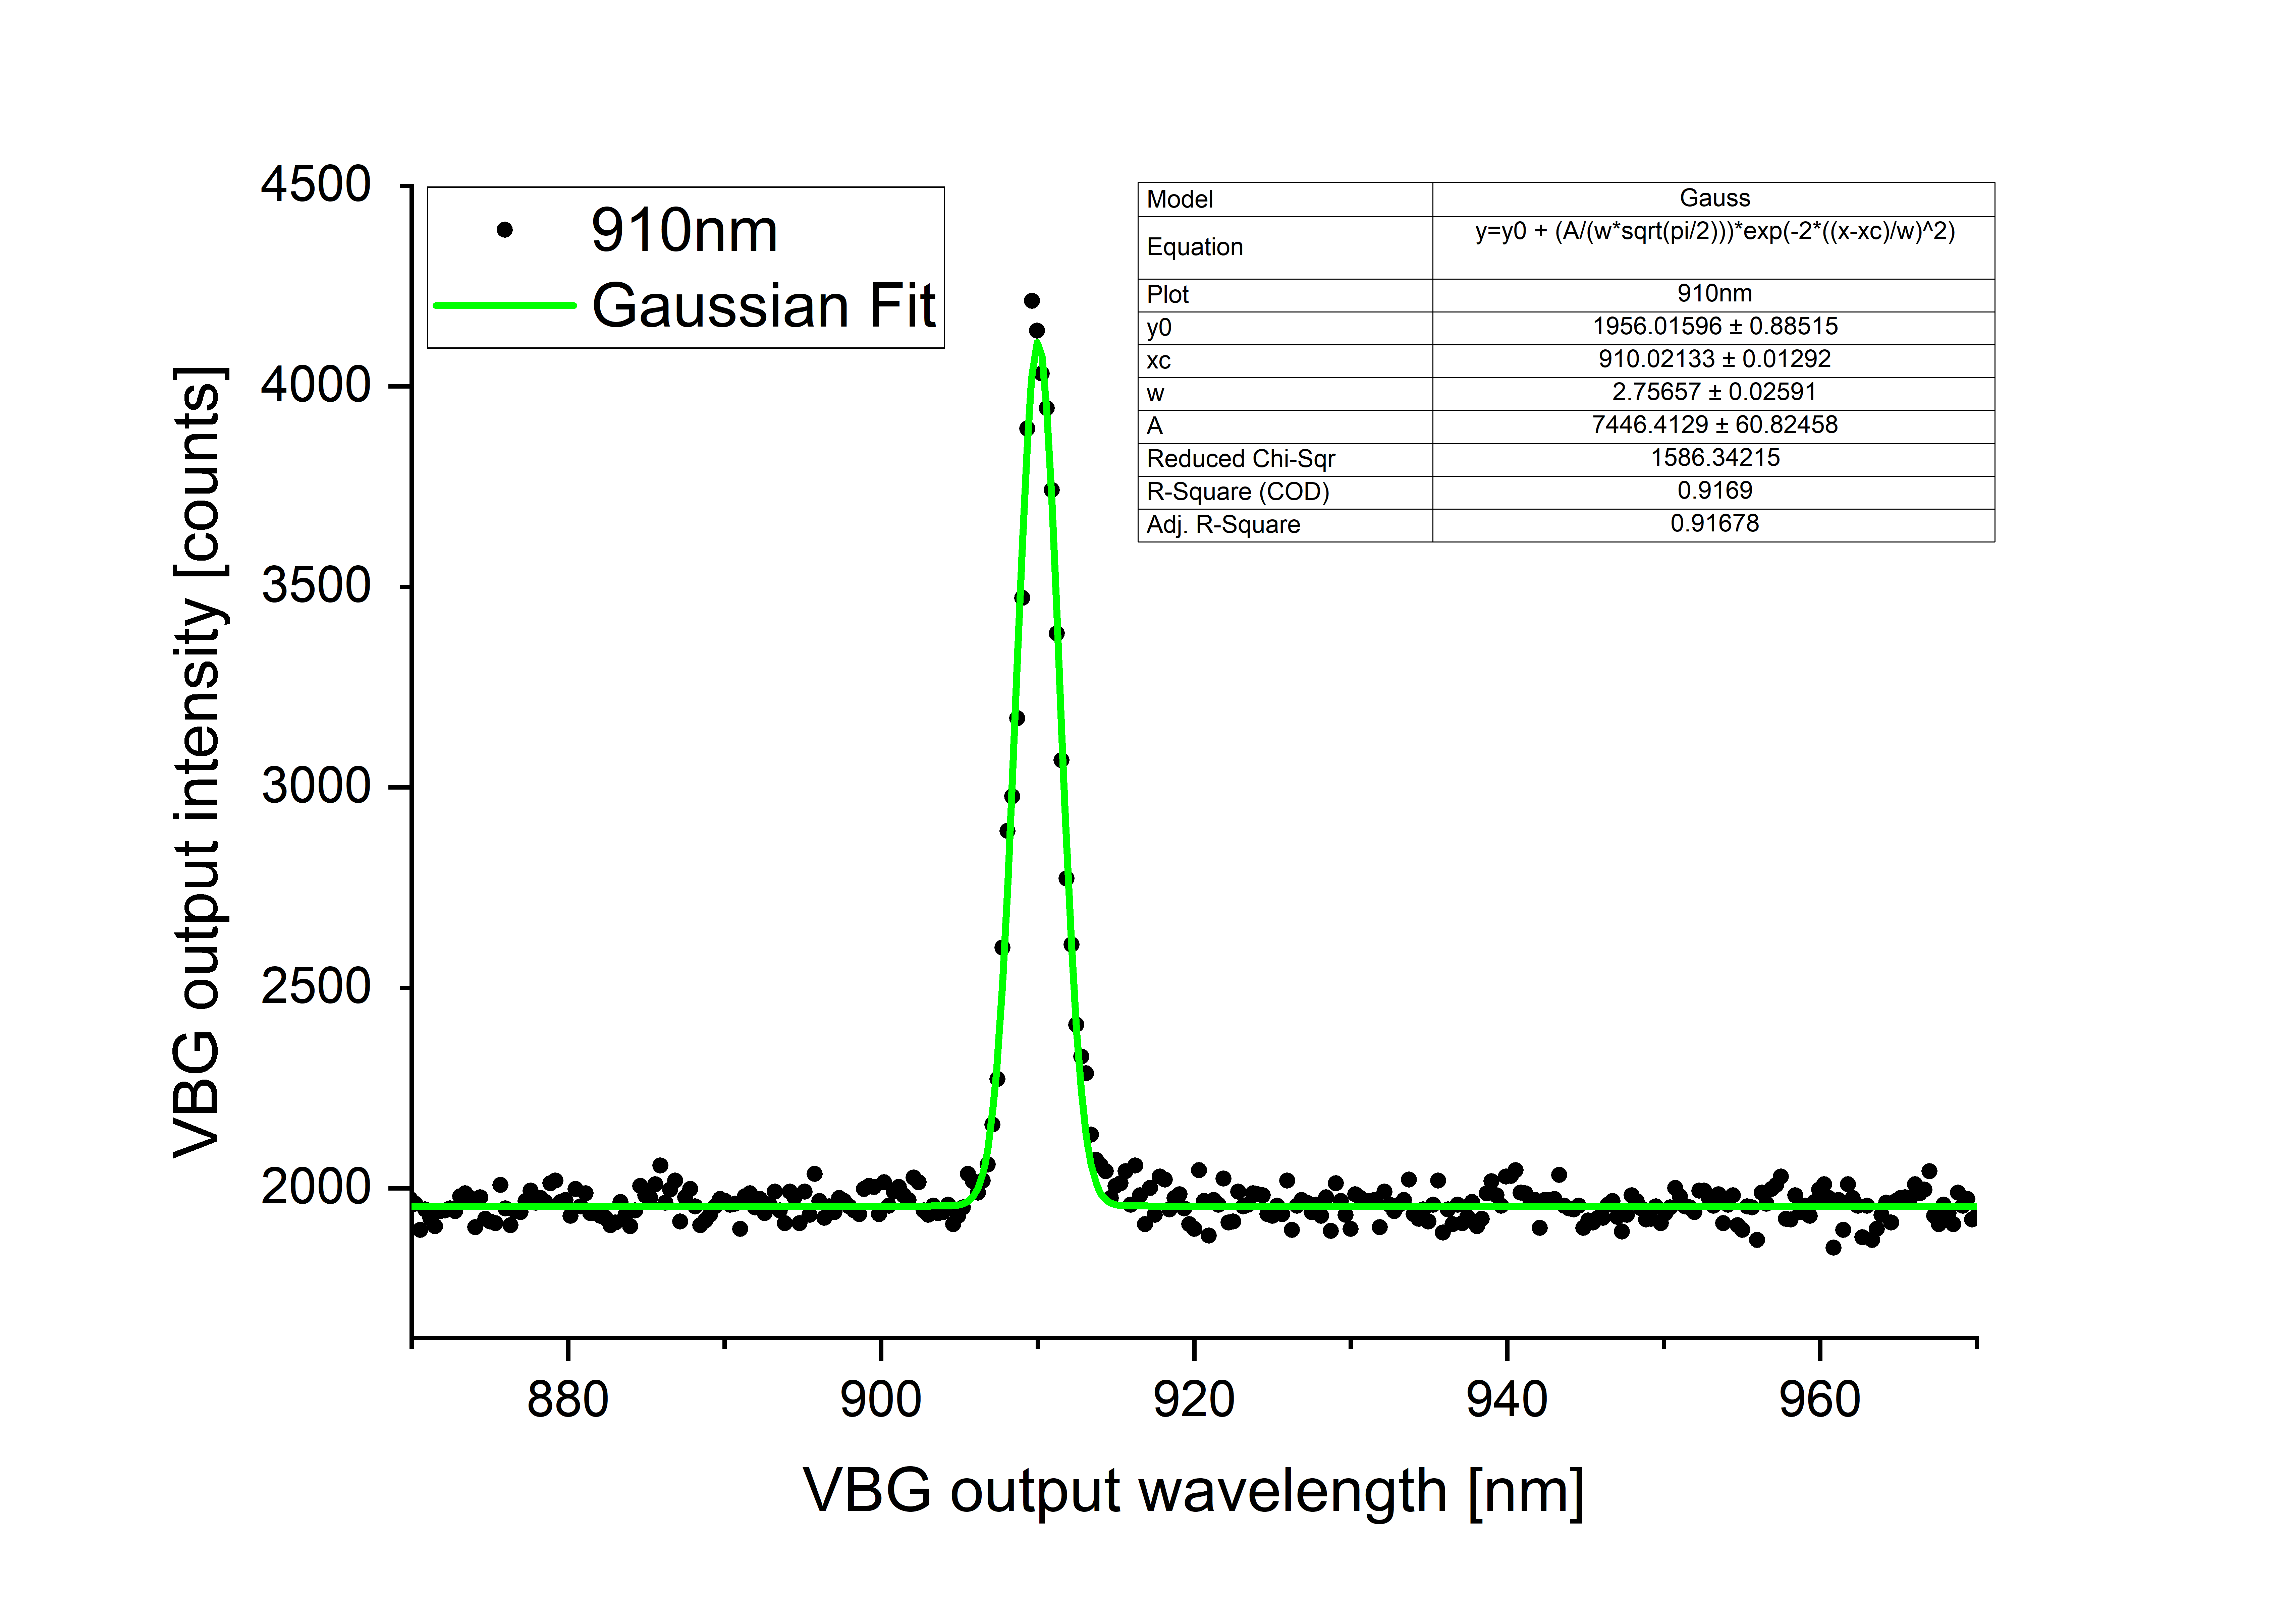 4500
4000
3500
3000
2500
2000
VBG output intensity [counts]
910nm
Gaussian Fit
Model Gauss
Equation y=y0 + (A/(w*sqrt(pi/2)))*exp(-2*((x-xc)/w)^2)
Plot 910nm
y0 1956.01596 ± 0.88515
xc 910.02133 ± 0.01292
w 2.75657 ± 0.02591
A 7446.4129 ± 60.82458
Reduced Chi-Sqr 1586.34215
R-Square (COD) 0.9169
Adj. R-Square 0.91678
880 900 920 940 960
VBG output wavelength [nm]